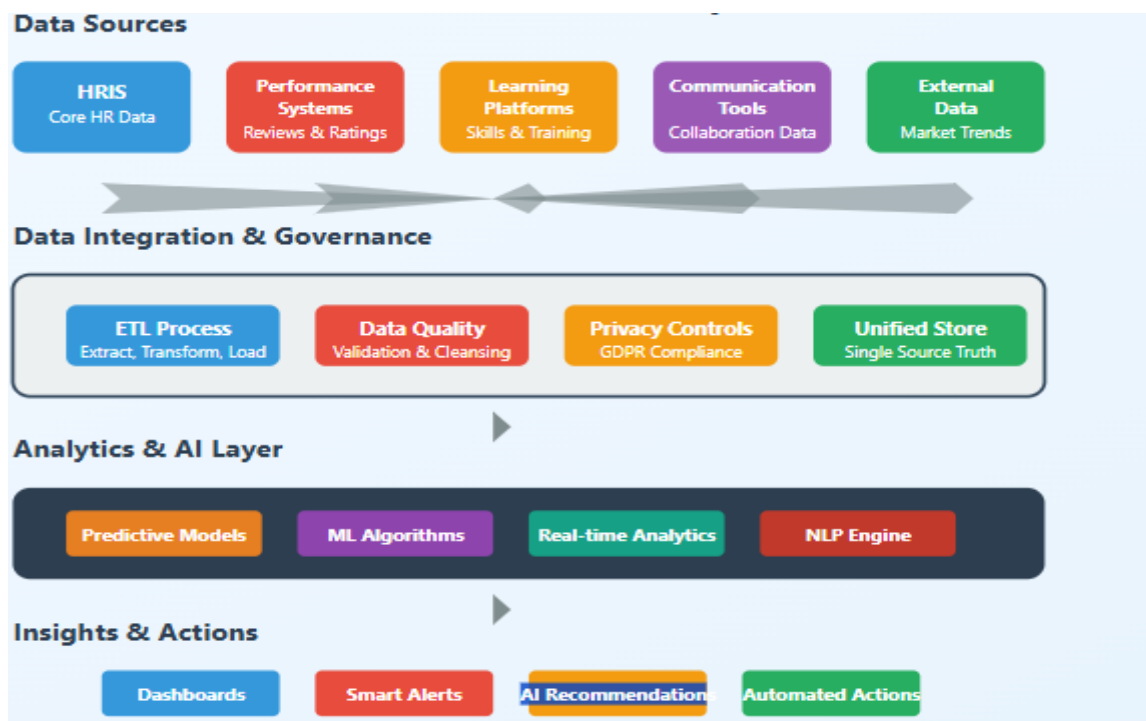 Data Sources
HRIS
Core HR Data
Performance
Systems
Reviews & Ratings
Learning
Platforms
Skills & Training
Communication
Tools
Collaboration Data
External
Data
Market Trends
Data Integration & Governance
ETL Process
Extract, Transform, Load
Data Quality
Validation & Cleansing
Privacy Controls
GDPR Compliance
Unified Store
Single Source Truth
Analytics & AI Layer
Predictive Models
ML Algorithms
Real-time Analytics
NLP Engine
Insights & Actions
Dashboards
Smart Alerts
AI Recommendations
Automated Actions